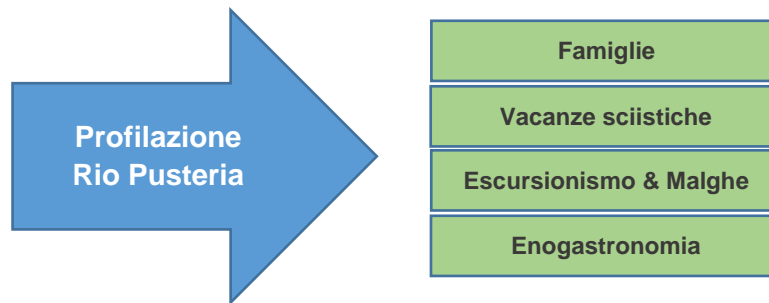 Profilazione
Rio Pusteria
Famiglie
Vacanze sciistiche
Escursionismo & Malghe
Enogastronomia